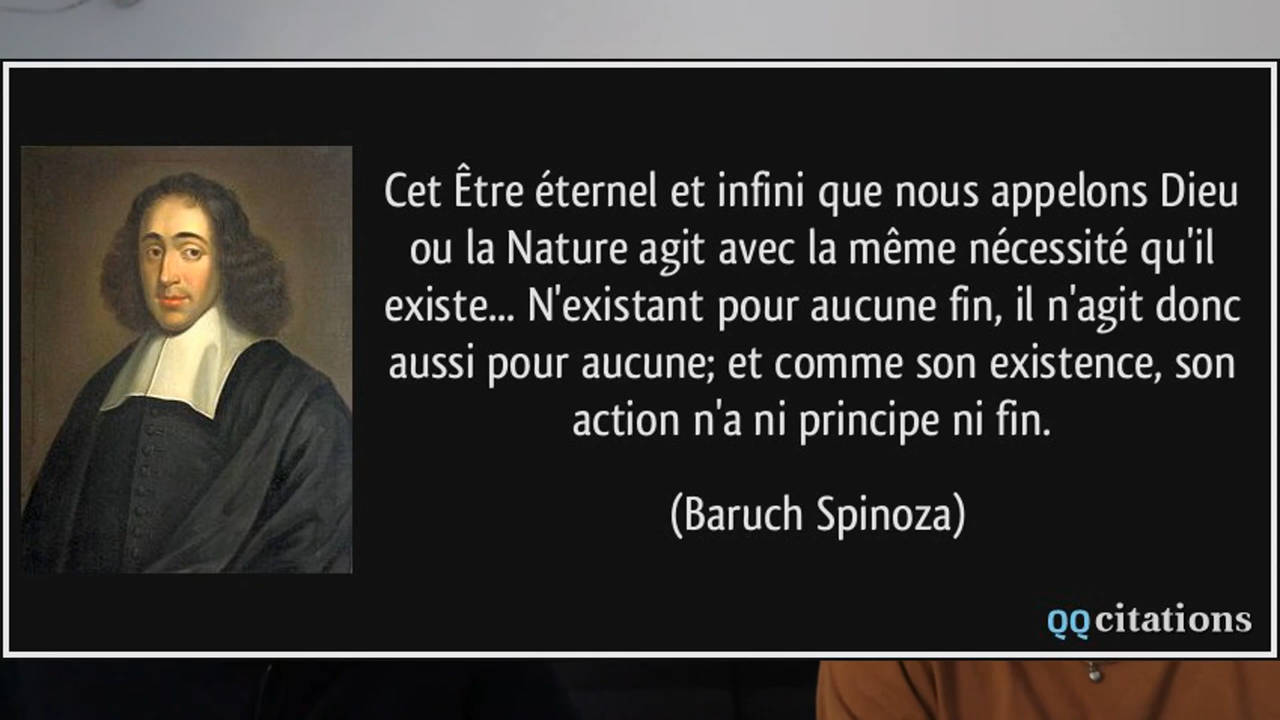 Cet Être éternel et infini que nous appelons Dieu
ou la Nature agit avec la même nécessité qu'il
existe... N'existant pour aucune fin, il n'agit donc
aussi pour aucune; et comme son existence, son
action n'a ni principe ni fin.
(Baruch Spinoza)
QQcitations